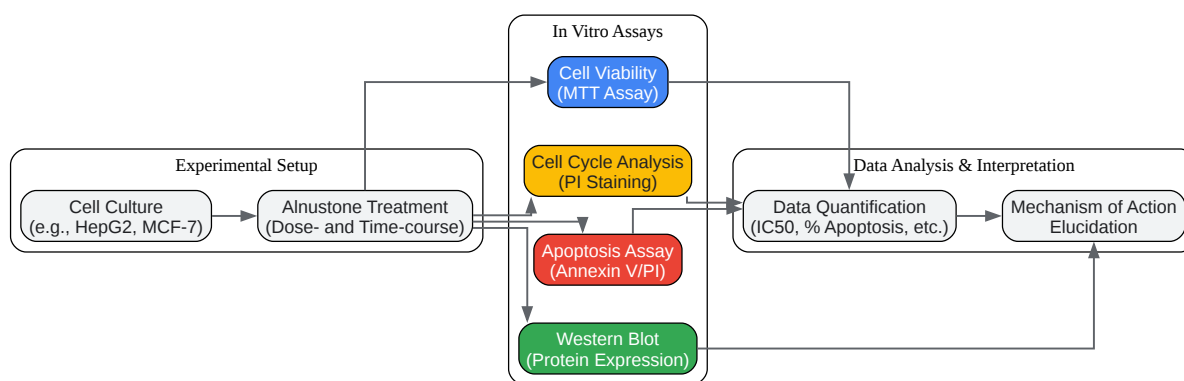 In Vitro Assays
Cell Viability
(MTT Assay)
Experimental Setup
Cell Culture
(e.g., HepG2, MCF-7)
Alnustone Treatment
(Dose- and Time-course)
Cell Cycle Analysis
(PI Staining)
Apoptosis Assay
(Annexin V/PI)
Western Blot
(Protein Expression)
Data Analysis & Interpretation
Data Quantification
(IC50, % Apoptosis, etc.)
Mechanism of Action
Elucidation